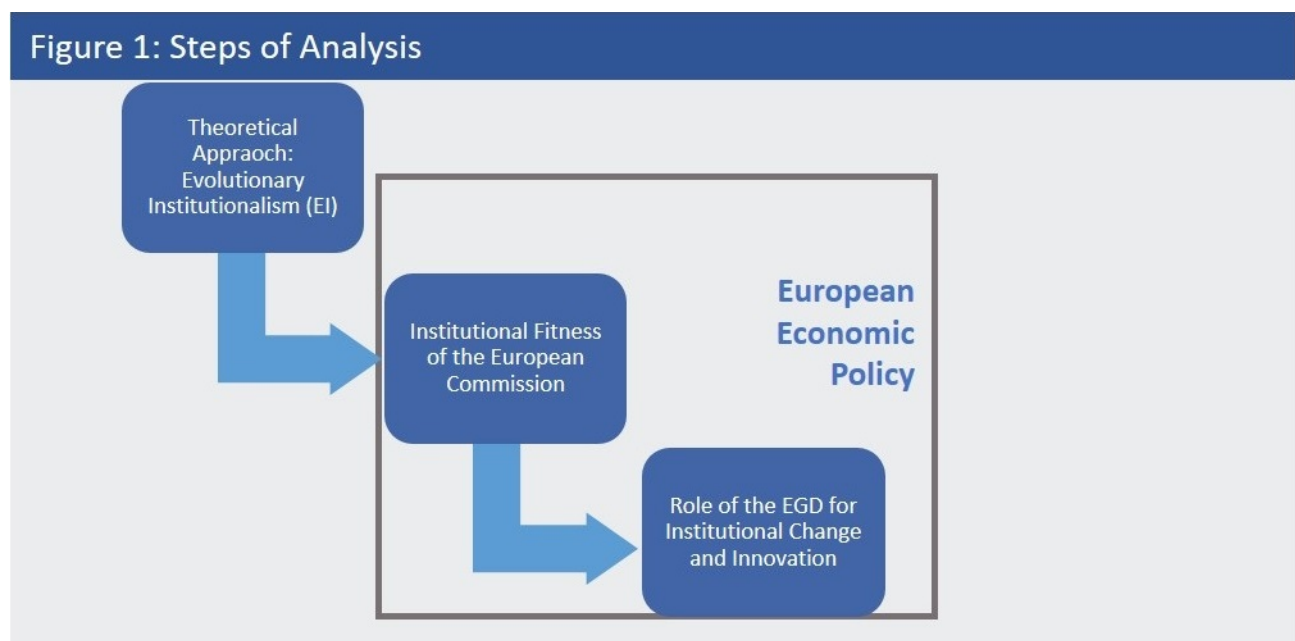 Figure 1: Steps of Analysis
Theoretical
Appraoch:
Evolutionary
Institutionalism (EI)
Institutional Fitness
of the European
Commission
European
Economic
Policy
Role of the EGD for
Institutional Change
and Innovation